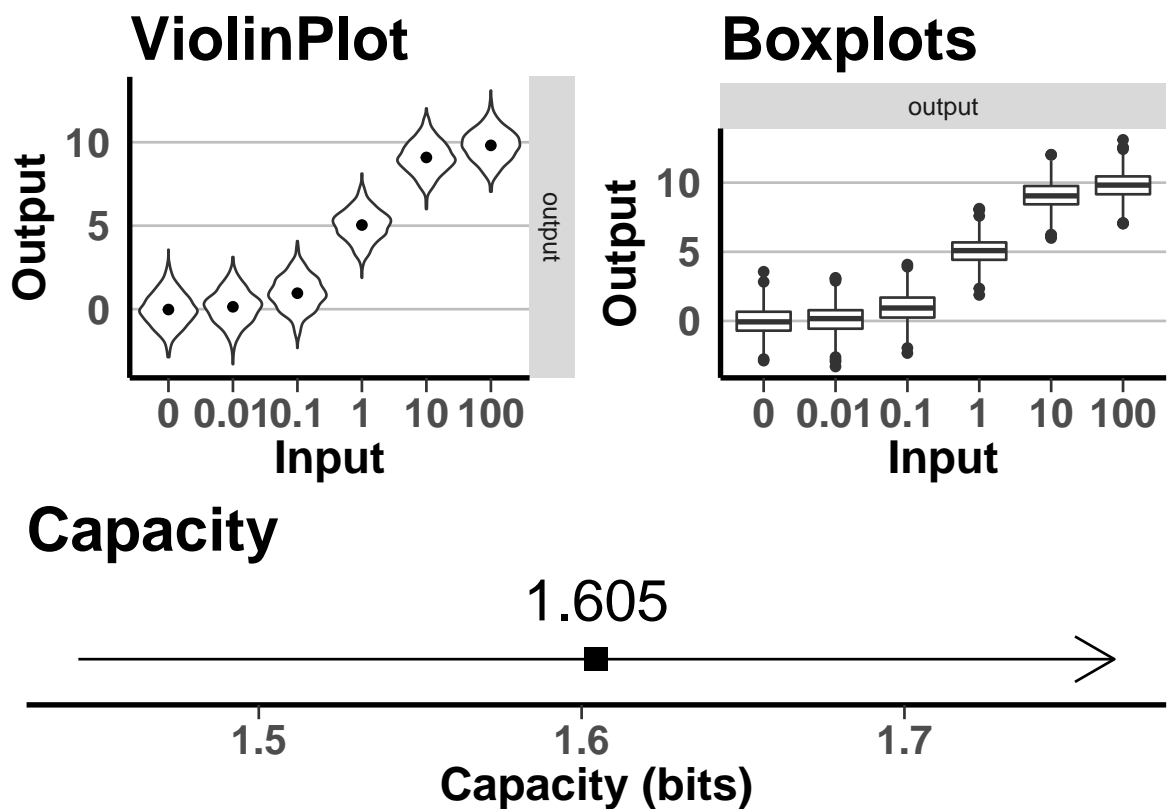 ViolinPlot
Output
10
5
0
output
0 0.01 0.1 1 10 100
Input
Boxplots
output
Output
10
5
0
0 0.01 0.1 1 10 100
Input
Capacity
1.605
1.5 1.6 1.7
Capacity (bits)